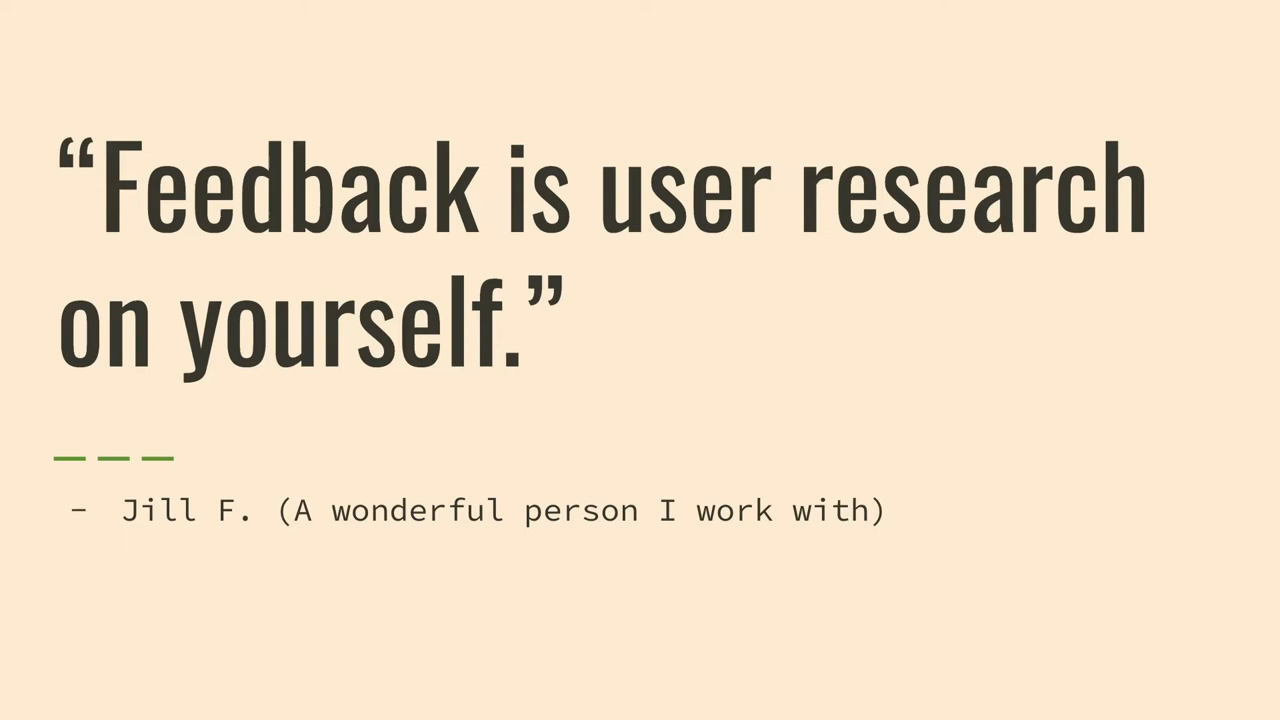 “Feedback is user research
on yourself.”
- Jill F. (A wonderful person I work with)